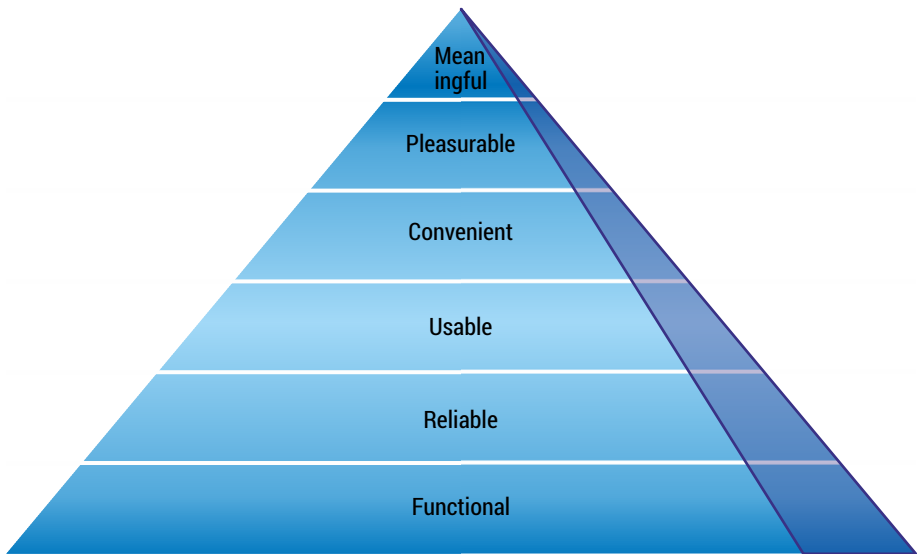 Mean
ingful
Pleasurable
Convenient
Usable
Reliable
Functional